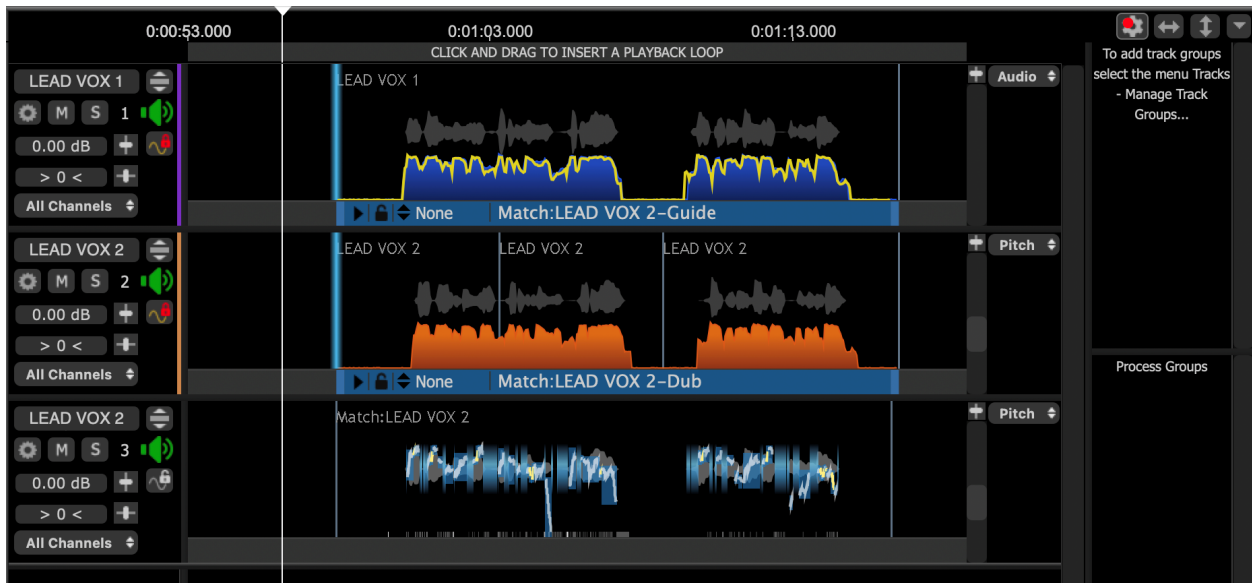 0:00:53.000 0:01:03.000 0:01:13.000
CLICK AND DRAG TO INSERT A PLAYBACK LOOP
To add track groups
select the menu Tracks
- Manage Track
Groups...
LEAD VOX 1
M S 1
0.00 dB
> 0 <
All Channels
LEAD VOX 1
None Match:LEAD VOX 2-Guide
Audio
LEAD VOX 2
M S 2
0.00 dB
> 0 <
All Channels
LEAD VOX 2 LEAD VOX 2 LEAD VOX 2
None Match:LEAD VOX 2-Dub
Pitch
Process Groups
LEAD VOX 2
M S 3
0.00 dB
> 0 <
All Channels
Match:LEAD VOX 2
Pitch